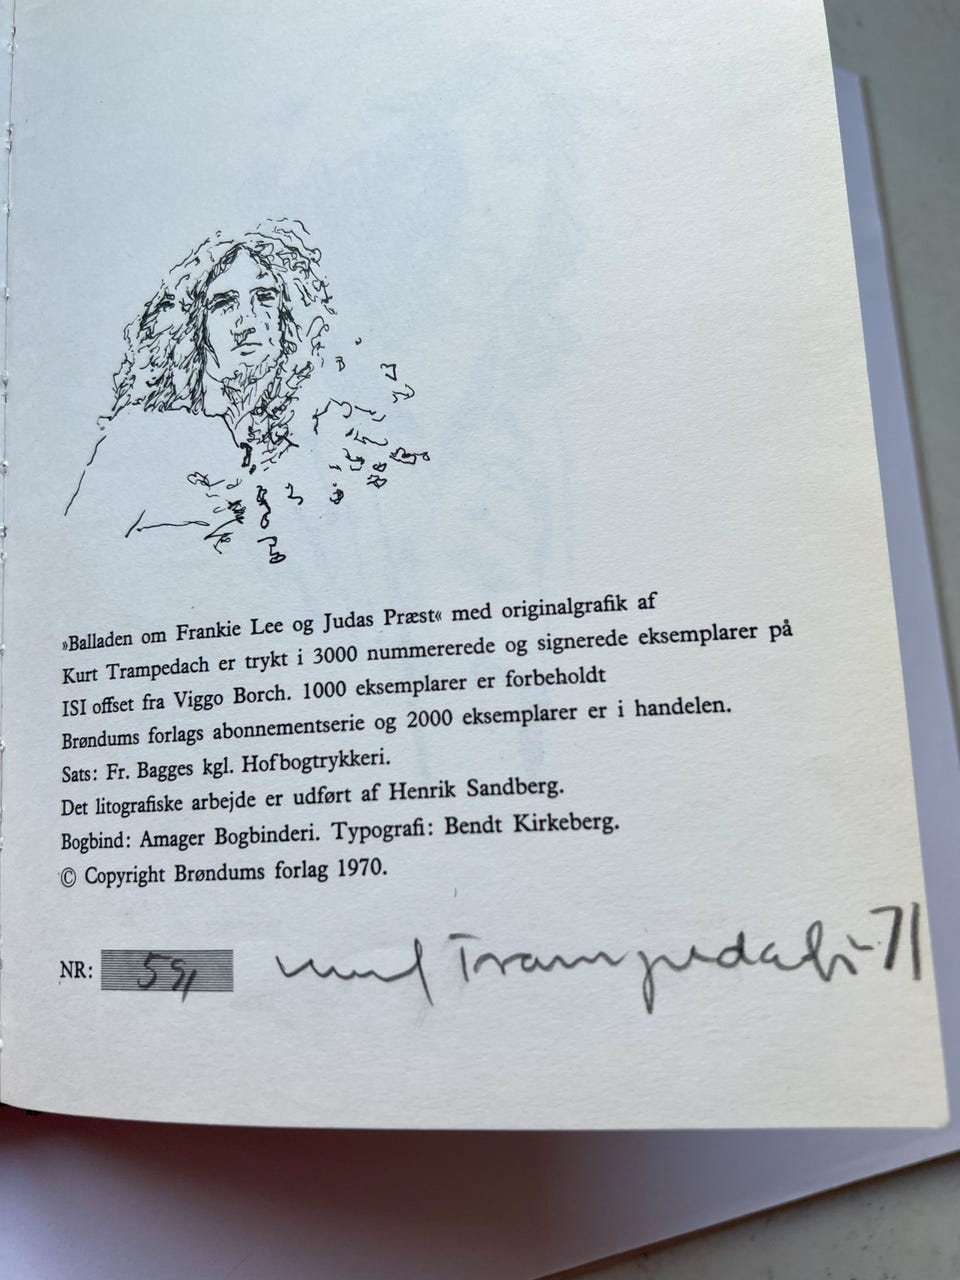 »Balladen om Frankie Lee og Judas Præst« med originalgrafik af
Kurt Trampedach er trykt i 3000 nummererede og signerede eksemplarer på
ISI offset fra Viggo Borch. 1000 eksemplarer er forbeholdt
Brøndums forlags abonnementserie og 2000 eksemplarer er i handelen.
Sats: Fr. Bagges kgl. Hofbogtrykkeri.
Det litografiske arbejde er udført af Henrik Sandberg.
Bogbind: Amager Bogbinderi. Typografi: Bendt Kirkeberg.
© Copyright Brøndums forlag 1970.
NR: Kurt Trampedach - 71